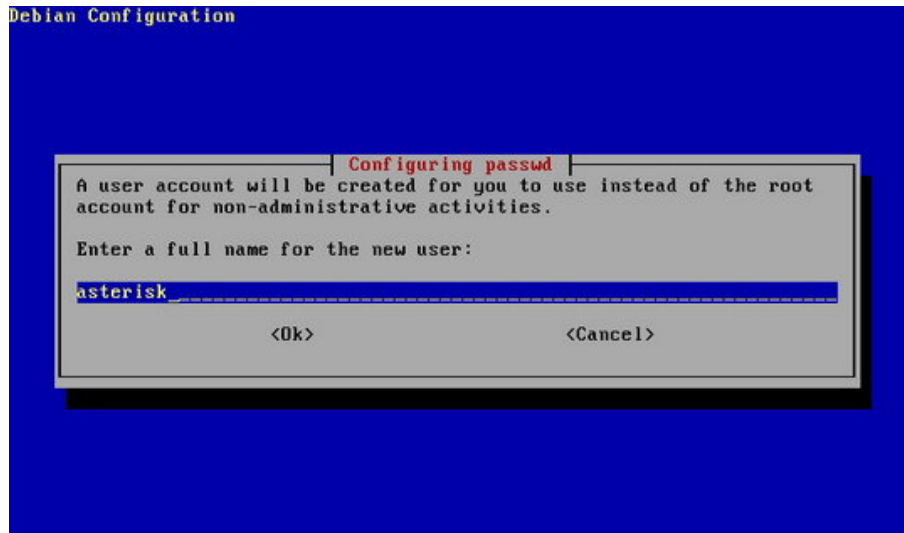 Debian Configuration
Configuring passwd
A user account will be created for you to use instead of the root
account for non-administrative activities.
Enter a full name for the new user:
asterisk
<Ok> <Cancel>